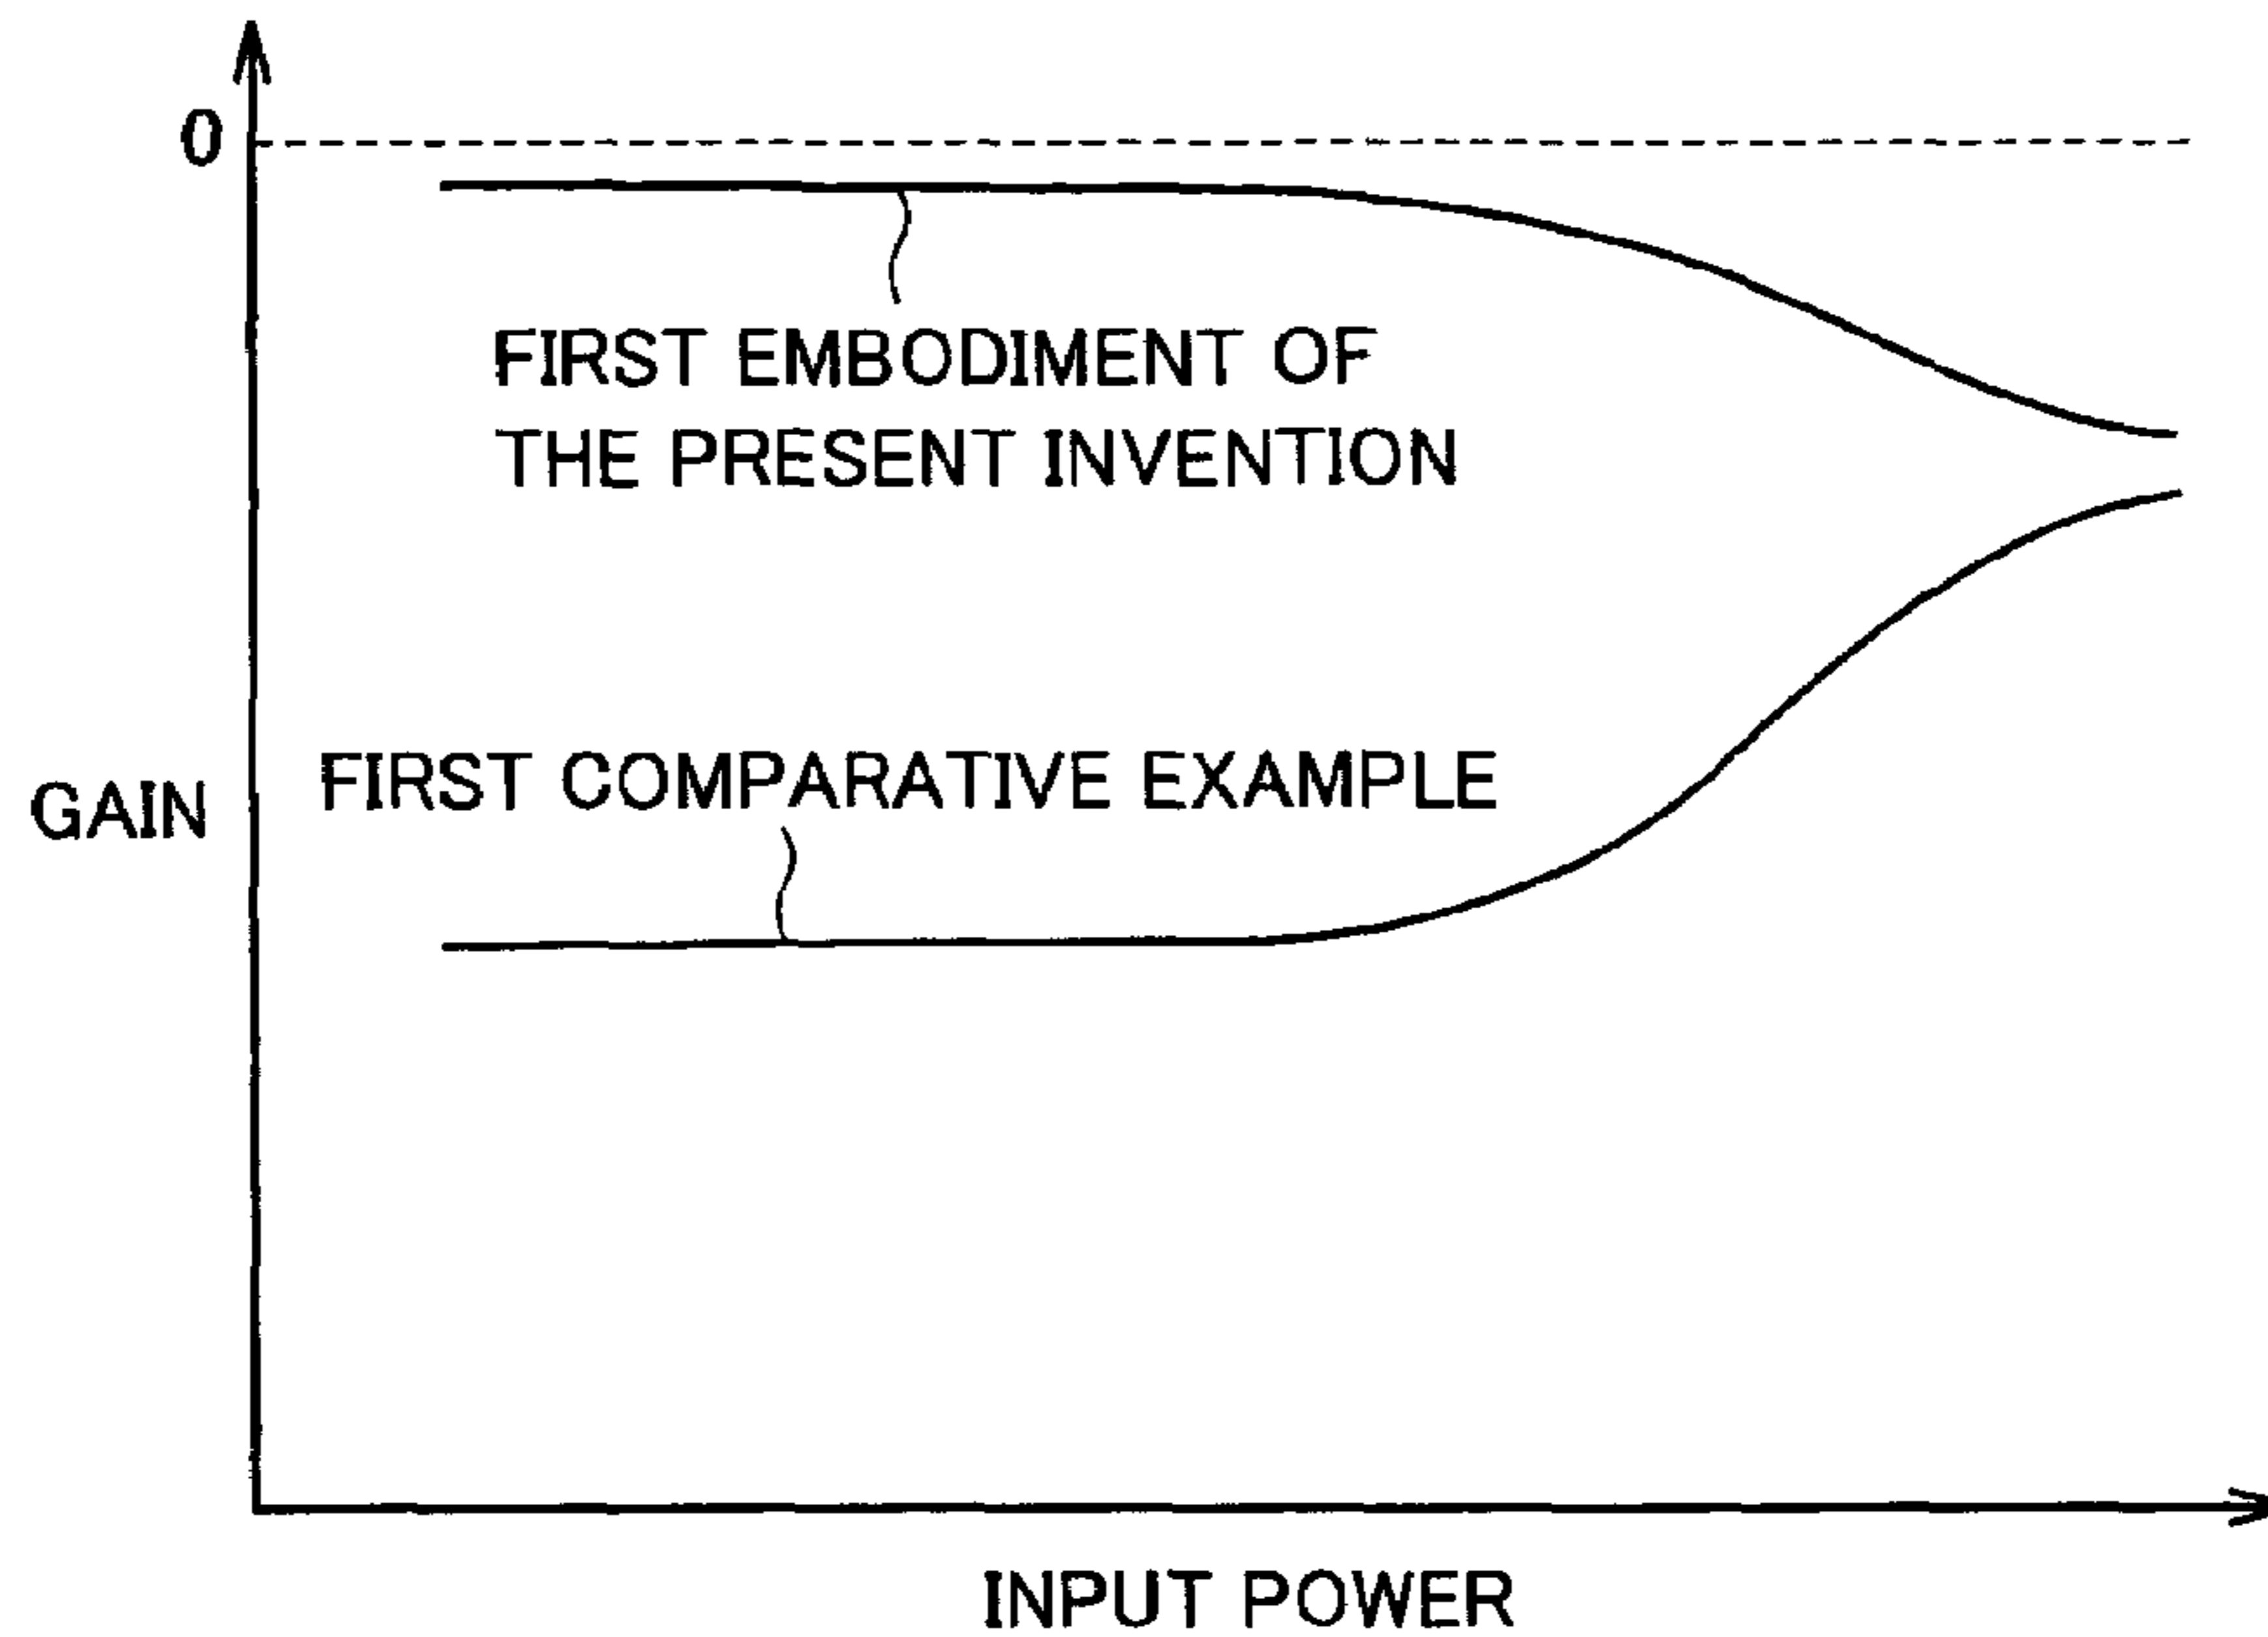 0
FIRST EMBODIMENT OF
THE PRESENT INVENTION
FIRST COMPARATIVE EXAMPLE
GAIN
INPUT POWER